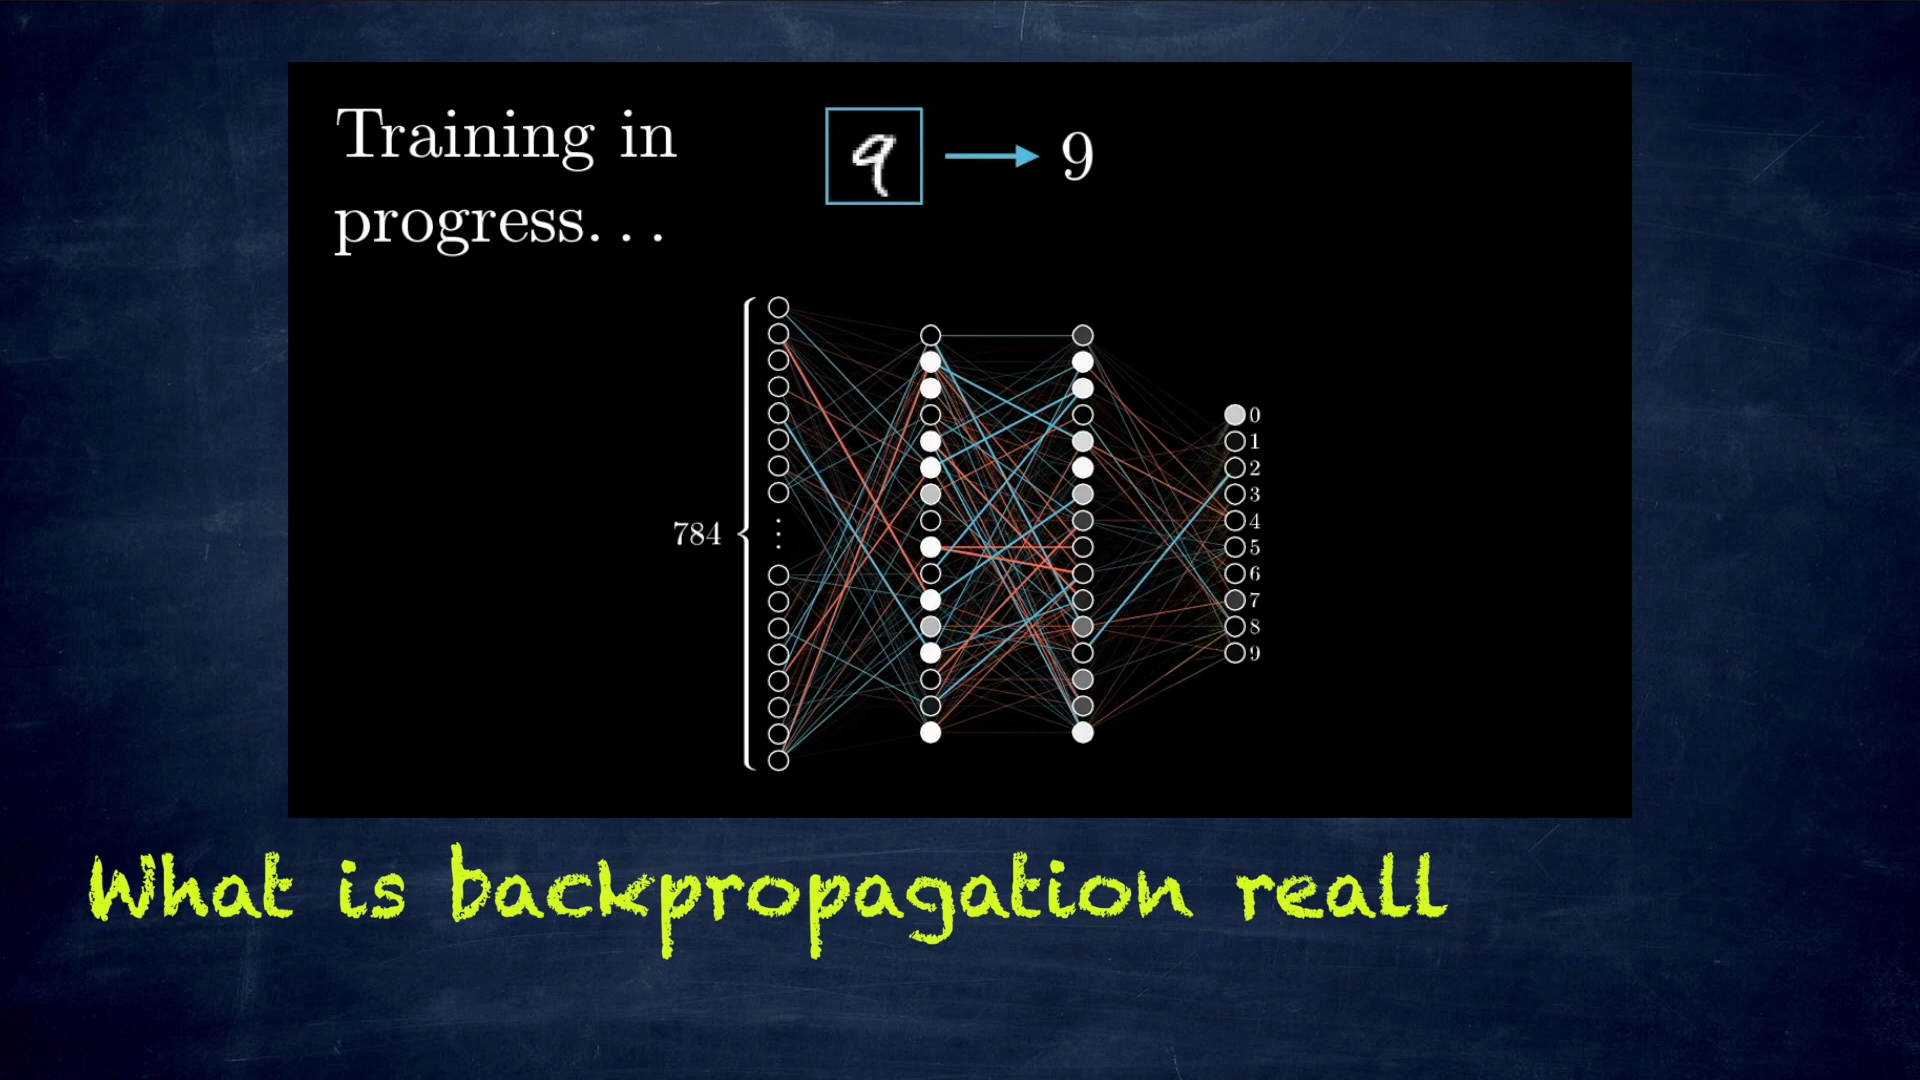 Training in
progress...
9 → 9
784
0
1
2
3
4
5
6
7
8
9
What is backpropagation reall